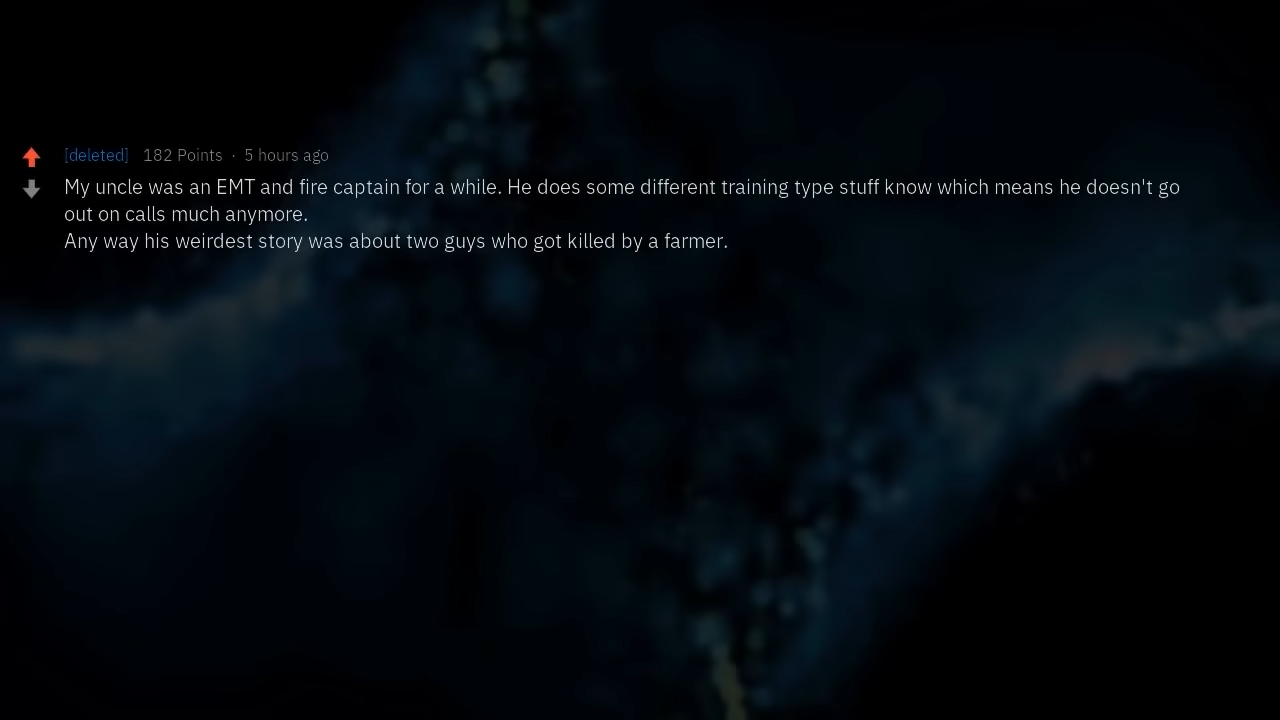 [deleted] 182 Points · 5 hours ago
My uncle was an EMT and fire captain for a while. He does some different training type stuff know which means he doesn't go
out on calls much anymore.
Any way his weirdest story was about two guys who got killed by a farmer.